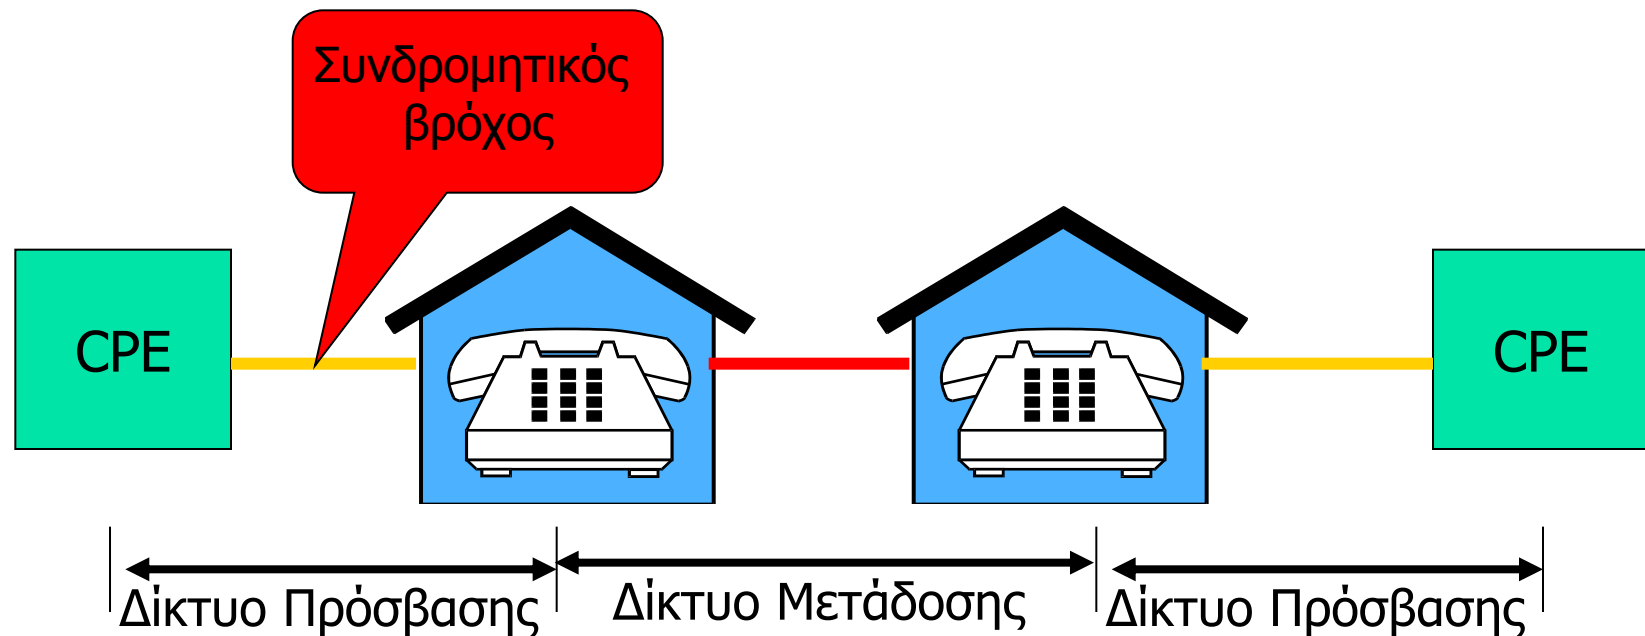 Συνδρομητικός
βρόχος
CPE
CPE
Δίκτυο Πρόσβασης
Δίκτυο Μετάδοσης
Δίκτυο Πρόσβασης